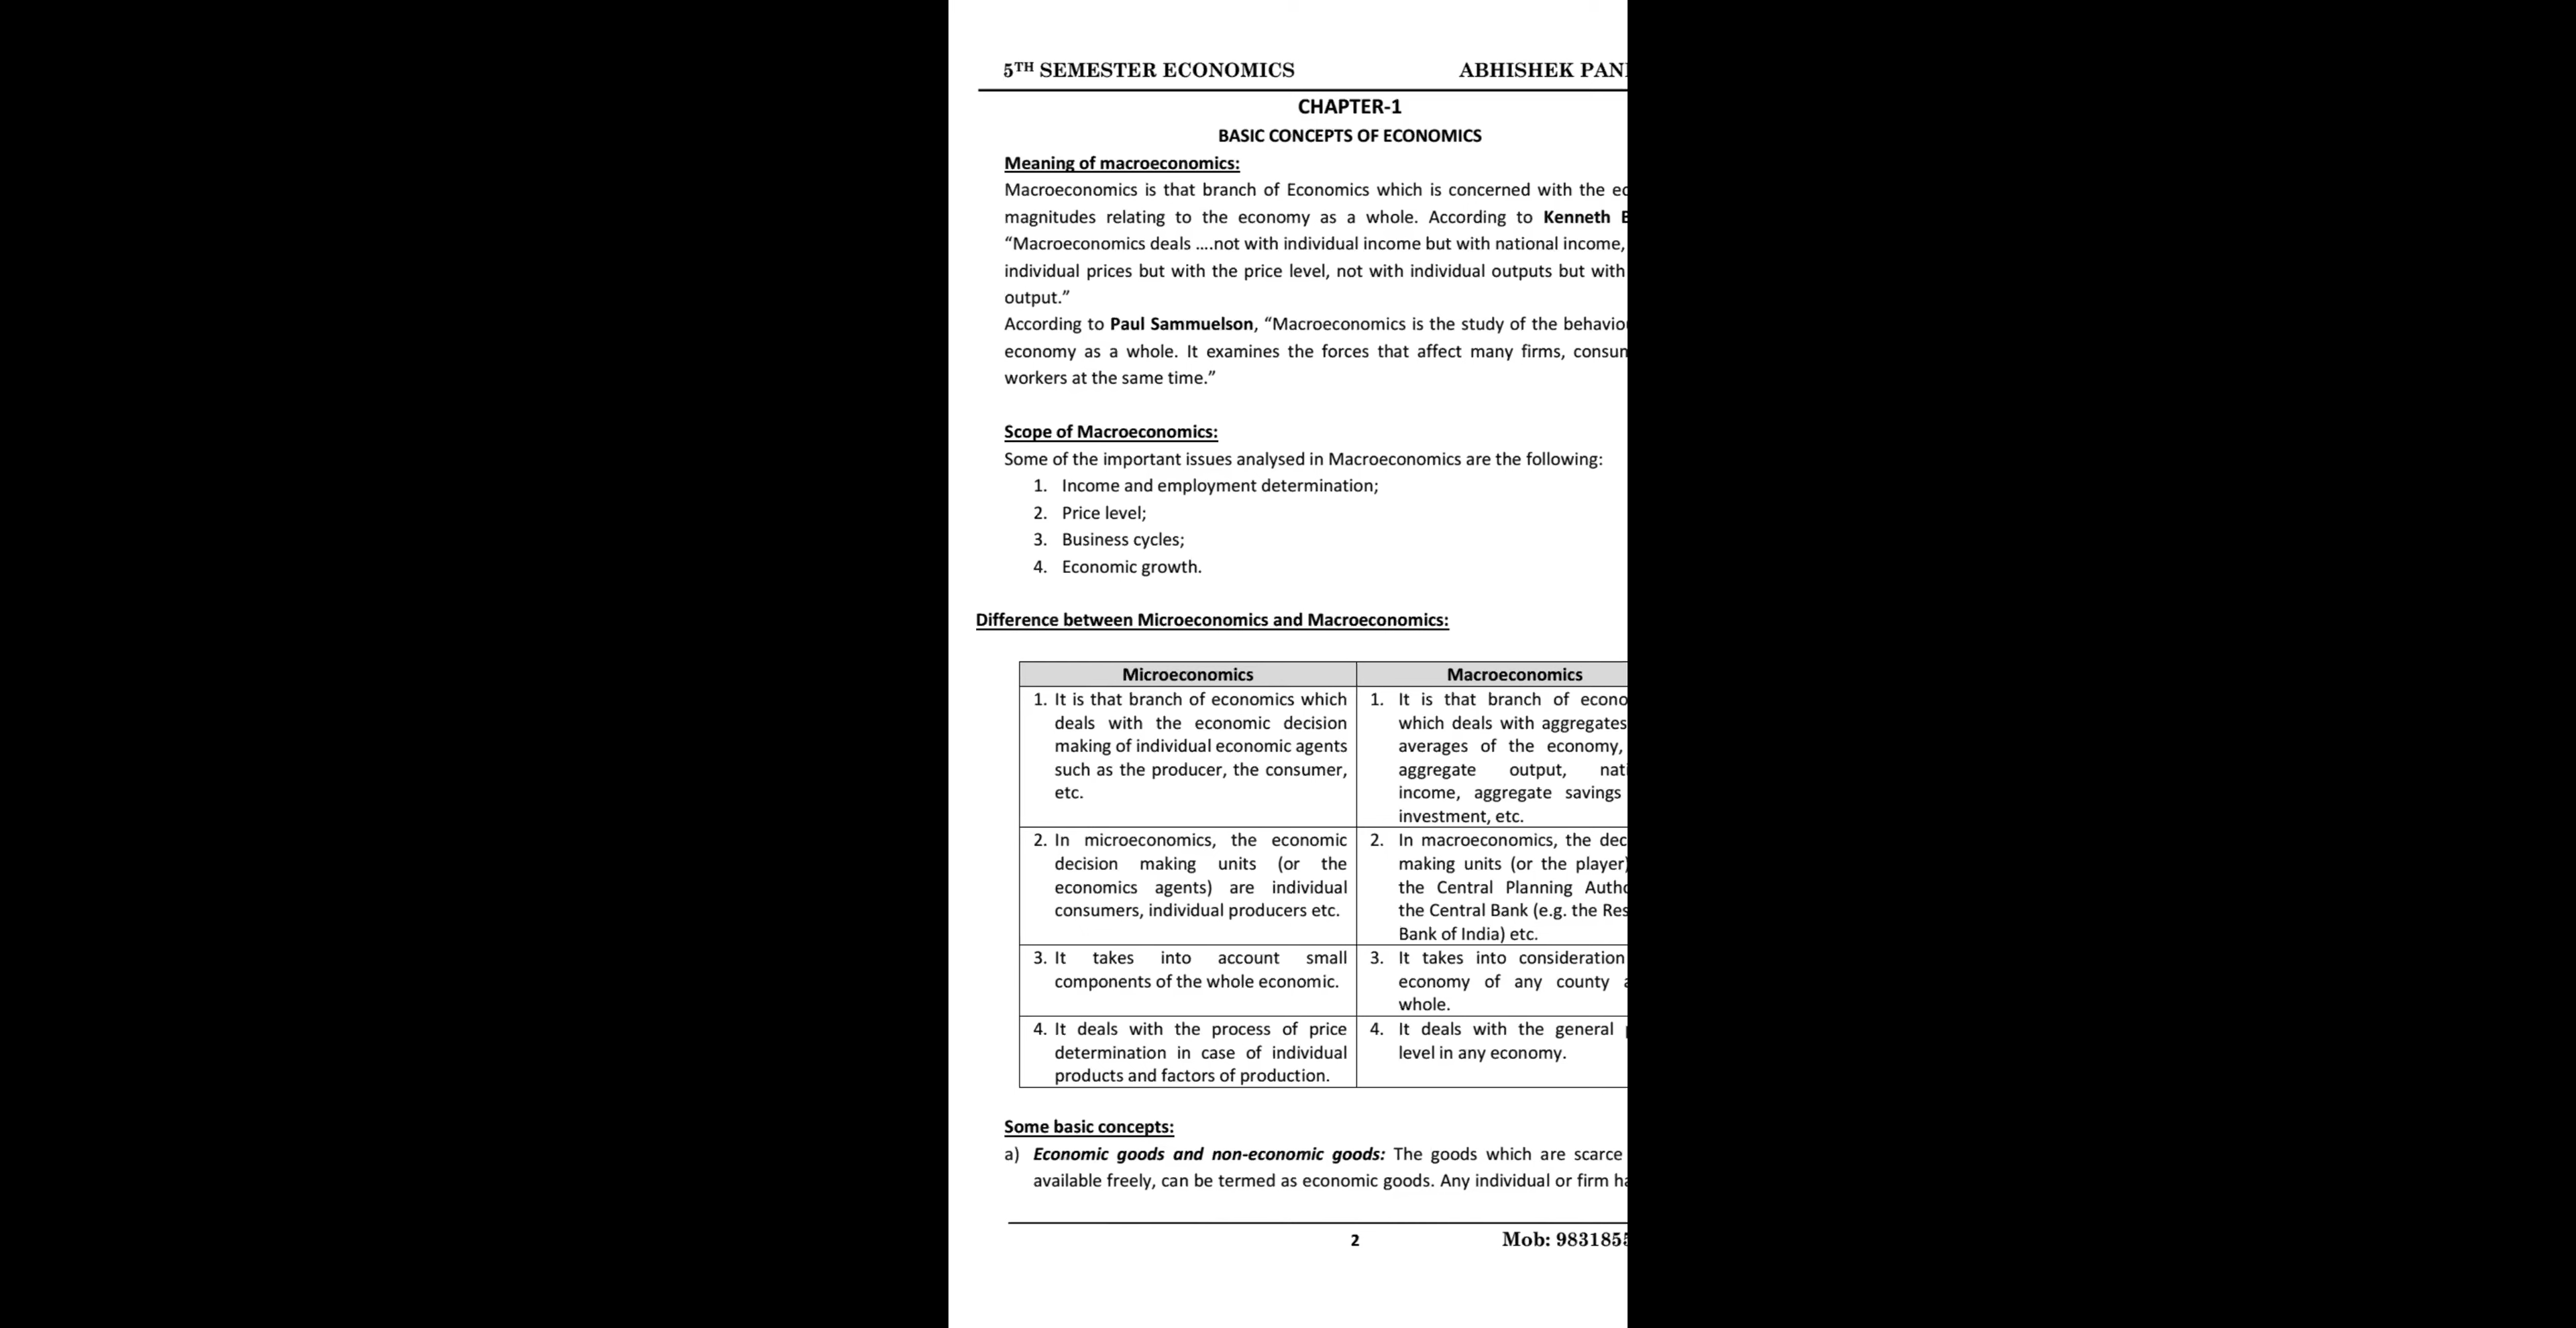 5TH SEMESTER ECONOMICS ABHISHEK
CHAPTER-1
BASIC CONCEPTS OF ECONOMICS
Meaning of macroeconomics:
Macroeconomics is that branch of Economics which is concerned with the
magnitudes relating to the economy as a whole. According to Kenneth
“Macroeconomics deals ....not with individual income but with national income,
individual prices but with the price level, not with individual outputs but with
output.”
According to Paul Sammuelson, “Macroeconomics is the study of the
economy as a whole. It examines the forces that affect many firms,
workers at the same time.”
Scope of Macroeconomics:
Some of the important issues analysed in Macroeconomics are the following:
1. Income and employment determination;
2. Price level;
3. Business cycles;
4. Economic growth.
Difference between Microeconomics and Macroeconomics:
Microeconomics Macroeconomics
1. It is that branch of economics which
deals with the economic decision
making of individual economic agents
such as the producer, the consumer,
etc.
1. It is that branch of
which deals with aggregates
averages of the economy,
aggregate output,
income, aggregate savings
investment, etc.
2. In microeconomics, the economic
decision making units (or the
economics agents) are individual
consumers, individual producers etc.
2. In macroeconomics, the
making units (or the player)
the Central Planning
the Central Bank (e.g. the
Bank of India) etc.
3. It takes into account small
components of the whole economic.
3. It takes into consideration
economy of any county
whole.
4. It deals with the process of price
determination in case of individual
products and factors of production.
4. It deals with the general
level in any economy.
Some basic concepts:
a) Economic goods and non-economic goods: The goods which are scarce
available freely, can be termed as economic goods. Any individual or firm
2 Mob: